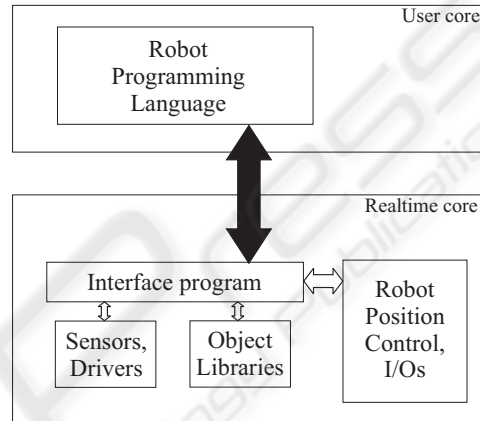 User core
Robot
Programming
Language
Realtime core
Interface program
Sensors,
Drivers
Object
Libraries
Robot
Position
Control,
I/Os